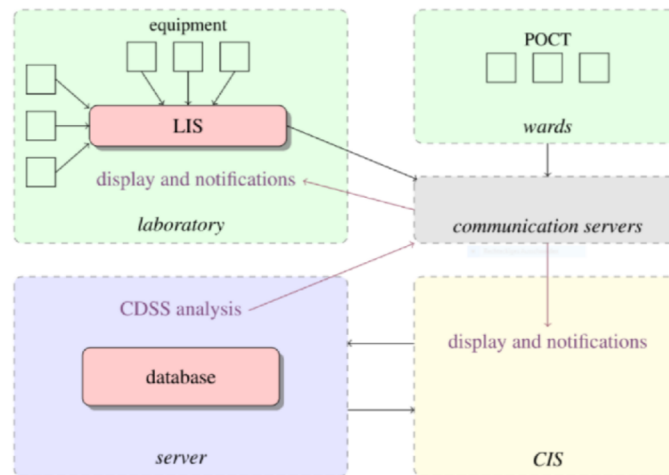 equipment
LIS
display and notifications
laboratory
POCT
wards
communication servers
CDSS analysis
database
server
display and notifications
CIS